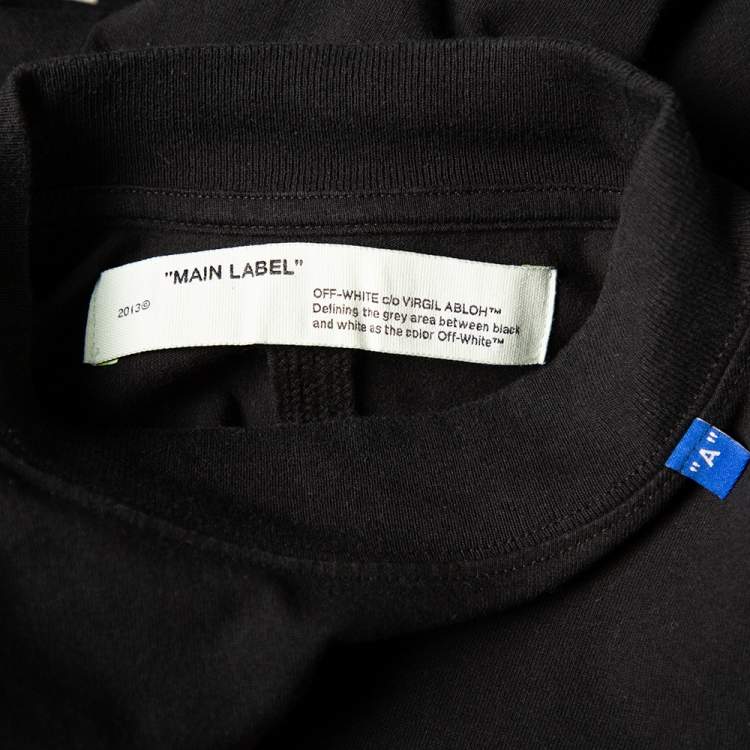 "MAIN LABEL"
2013©
OFF-WHITE c/o VIRGIL ABLOH™
Defining the grey area between black
and white as the color Off-White™
"A"